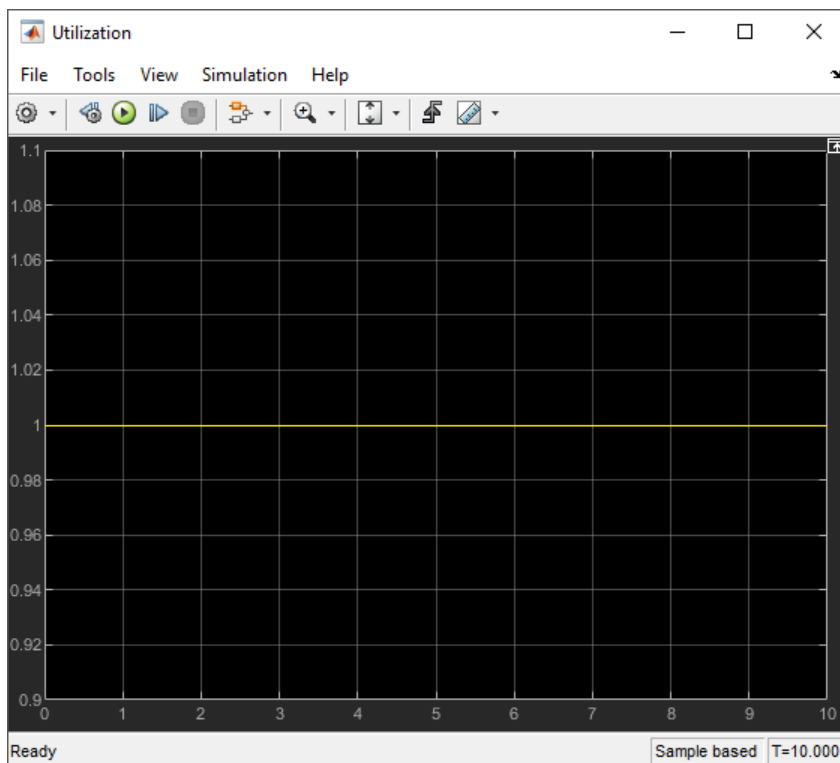 Utilization
File Tools View Simulation Help
1.1
1.08
1.06
1.04
1.02
1
0.98
0.96
0.94
0.92
0.9
0 1 2 3 4 5 6 7 8 9 10
Ready Sample based T=10.000